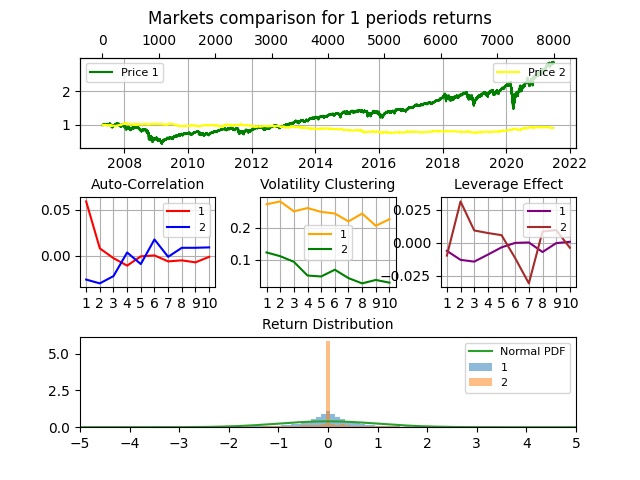 Markets comparison for 1 periods returns
0 1000 2000 3000 4000 5000 6000 7000 8000
Price 1
Price 2
2
1
2008 2010 2012 2014 2016 2018 2020 2022
Auto-Correlation
Volatility Clustering
Leverage Effect
0.05
0.00
1
2
1 2 3 4 5 6 7 8 9 10
0.2
0.1
1
2
1 2 3 4 5 6 7 8 9 10
0.025
0.000
−0.025
1
2
1 2 3 4 5 6 7 8 9 10
Return Distribution
5.0
2.5
0.0
Normal PDF
1
2
−5 −4 −3 −2 −1 0 1 2 3 4 5